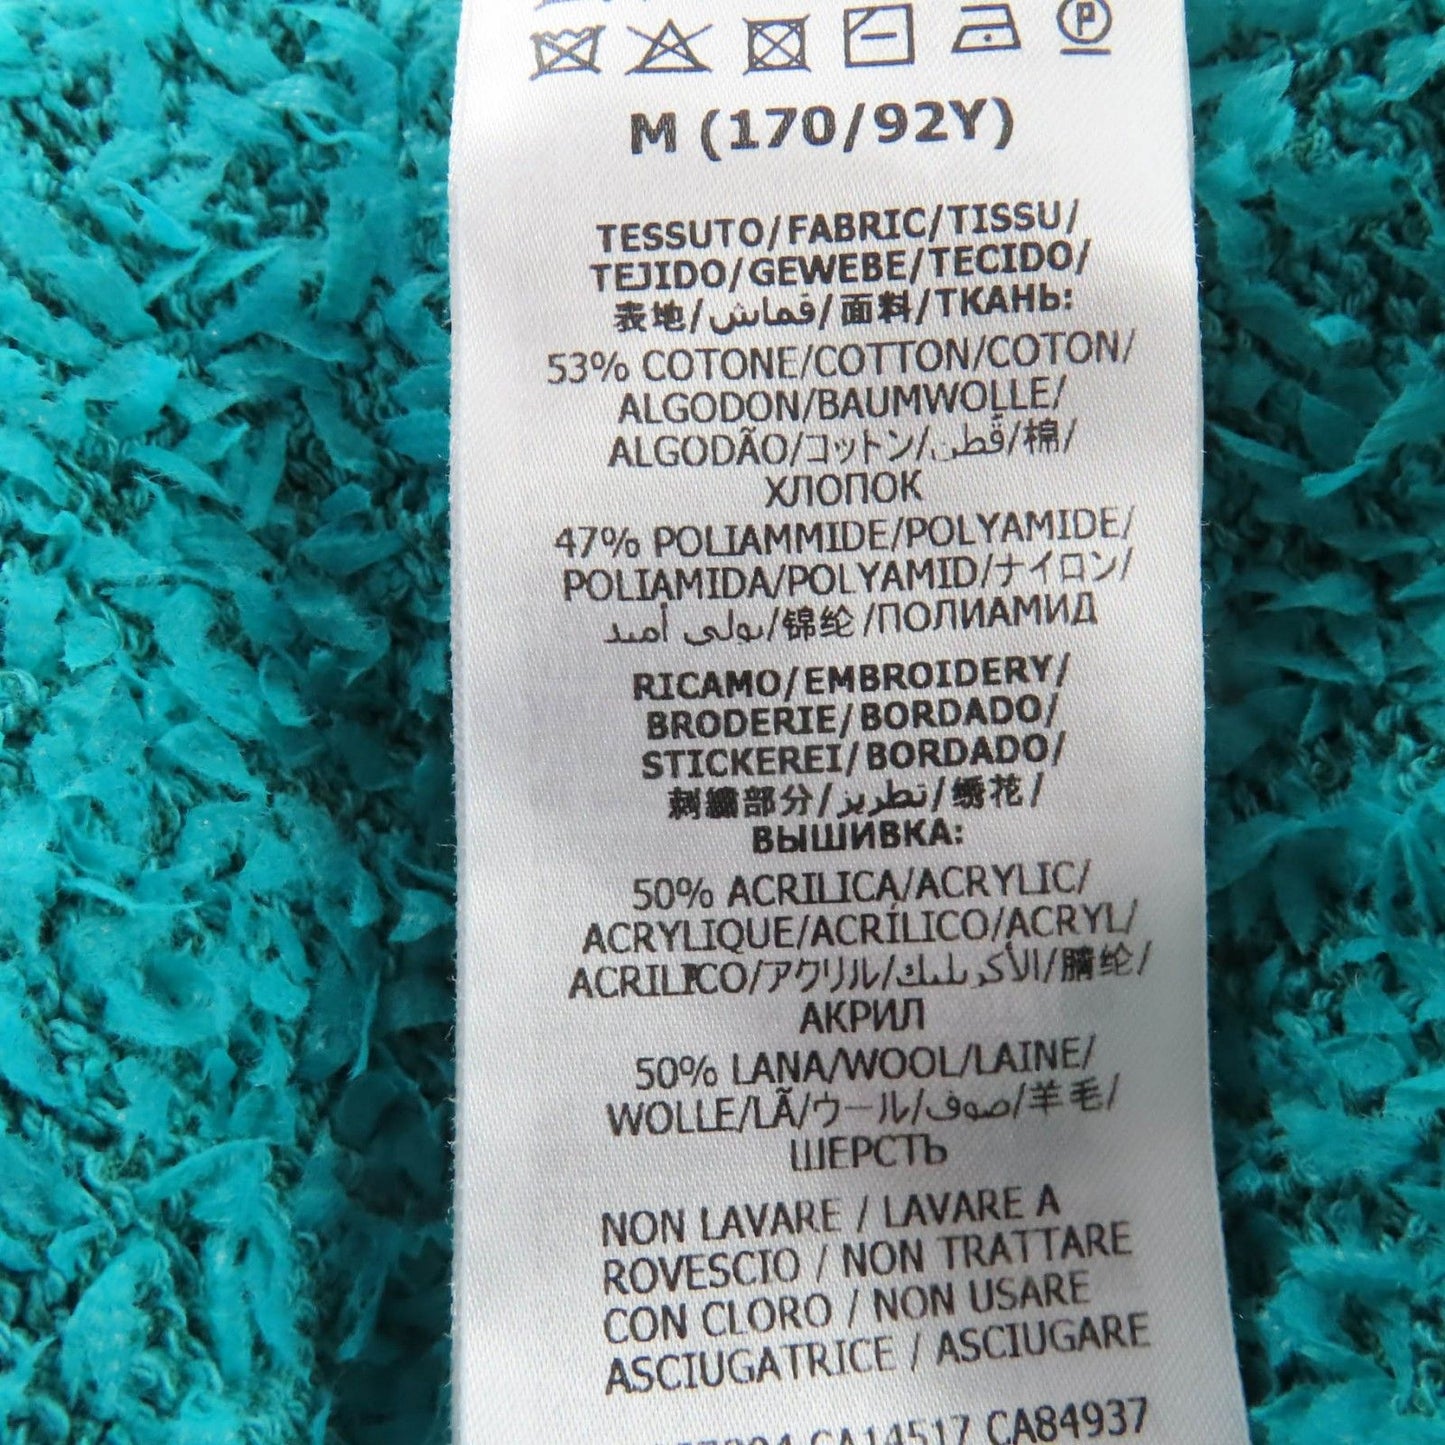 P
M (170/92Y)
TESSUTO/FABRIC/TISSU/
TEJIDO/GEWEBE/TECIDO/
表地/قماش/面料/ТКАНЬ:
53% COTONE/COTTON/COTON/
ALGODON/BAUMWOLLE/
ALGODÃO/コットン/قُطن/棉/
ХЛОПОК
47% POLIAMMIDE/POLYAMIDE/
POLIAMIDA/POLYAMID/ナイロン/
بولي أميد/锦纶/ПОЛИАМИД
RICAMO/EMBROIDERY/
BRODERIE/BORDADO/
STICKEREI/BORDADO/
刺繍部分/تطريز/绣花/
ВЫШИВКА:
50% ACRILICA/ACRYLIC/
ACRYLIQUE/ACRÍLICO/ACRYL/
ACRILICO/アクリル/الأكريليك/腈纶/
АКРИЛ
50% LANA/WOOL/LAINE/
WOLLE/LÃ/ウール/صوف/羊毛/
ШЕРСТЬ
NON LAVARE / LAVARE A
ROVESCIO / NON TRATTARE
CON CLORO / NON USARE
ASCIUGATRICE / ASCIUGARE
CA14517 CA84937